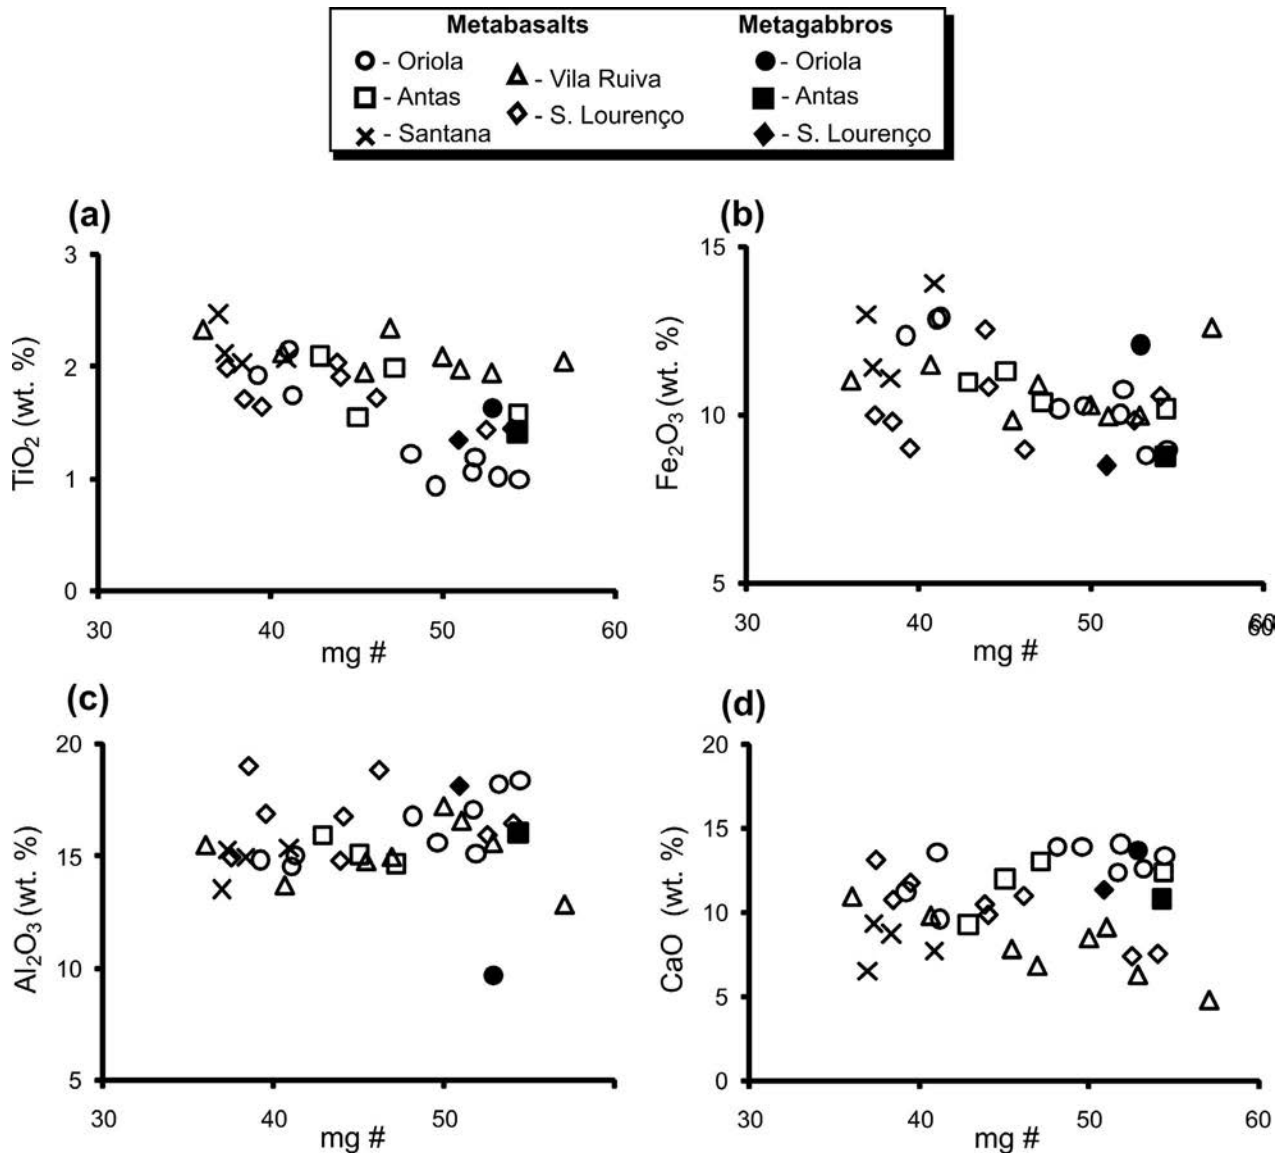 Metabasalts Metagabbros
- Oriola - Vila Ruiva - Oriola
- Antas - S. Lourenço - Antas
- Santana - S. Lourenço
(a)
3
2
1
0
TiO2 (wt. %)
30 40 50 60
mg #
(b)
15
10
5
Fe2O3 (wt. %)
30 40 50 60
60
mg #
(c)
20
15
10
5
Al2O3 (wt. %)
30 40 50 60
mg #
(d)
20
15
10
5
0
CaO (wt. %)
30 40 50 60
mg #